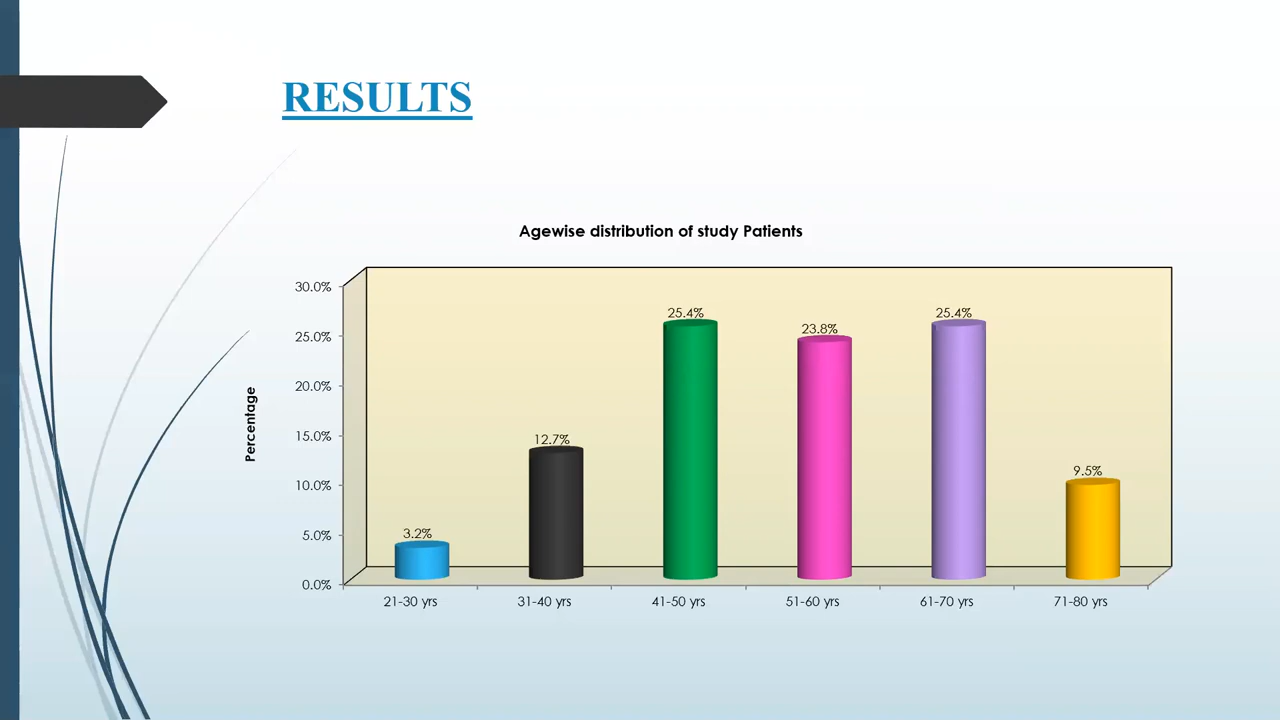 RESULTS
Agewise distribution of study Patients
Percentage
30.0%
25.0%
20.0%
15.0%
10.0%
5.0%
0.0%
3.2%
12.7%
25.4%
23.8%
25.4%
9.5%
21-30 yrs
31-40 yrs
41-50 yrs
51-60 yrs
61-70 yrs
71-80 yrs